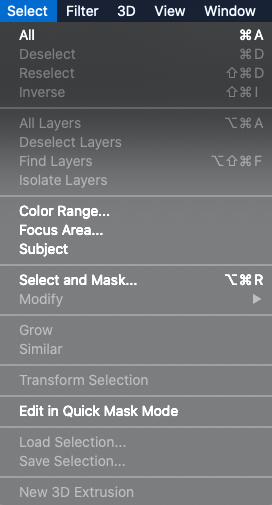 Select Filter 3D View Window
All ⌘A
Deselect ⌘D
Reselect ⇧⌘D
Inverse ⇧⌘I
All Layers ⌥⌘A
Deselect Layers
Find Layers ⌥⇧⌘F
Isolate Layers
Color Range...
Focus Area...
Subject
Select and Mask... ⌥⌘R
Modify ▶
Grow
Similar
Transform Selection
Edit in Quick Mask Mode
Load Selection...
Save Selection...
New 3D Extrusion